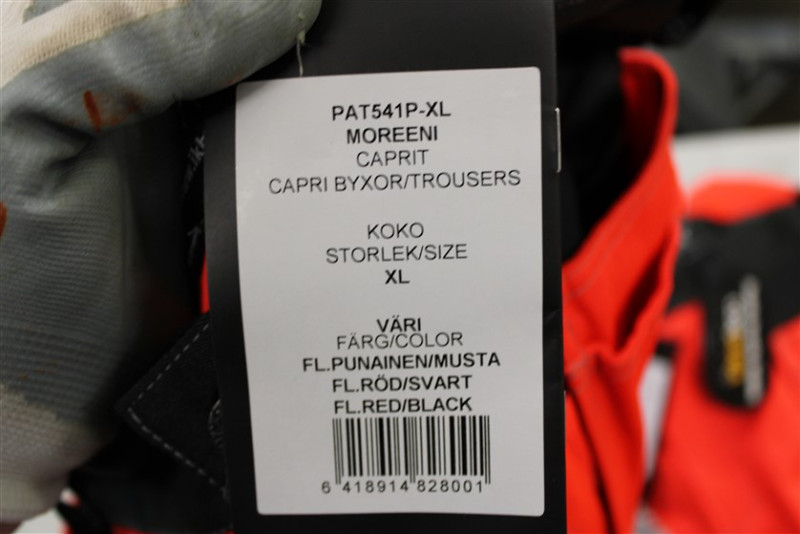 PAT541P-XL
MOREENI
CAPRIT
CAPRI BYXOR/TROUSERS
KOKO
STORLEK/SIZE
XL
VÄRI
FÄRG/COLOR
FL.PUNAINEN/MUSTA
FL.RÖD/SVART
FL.RED/BLACK
6 418914 828001